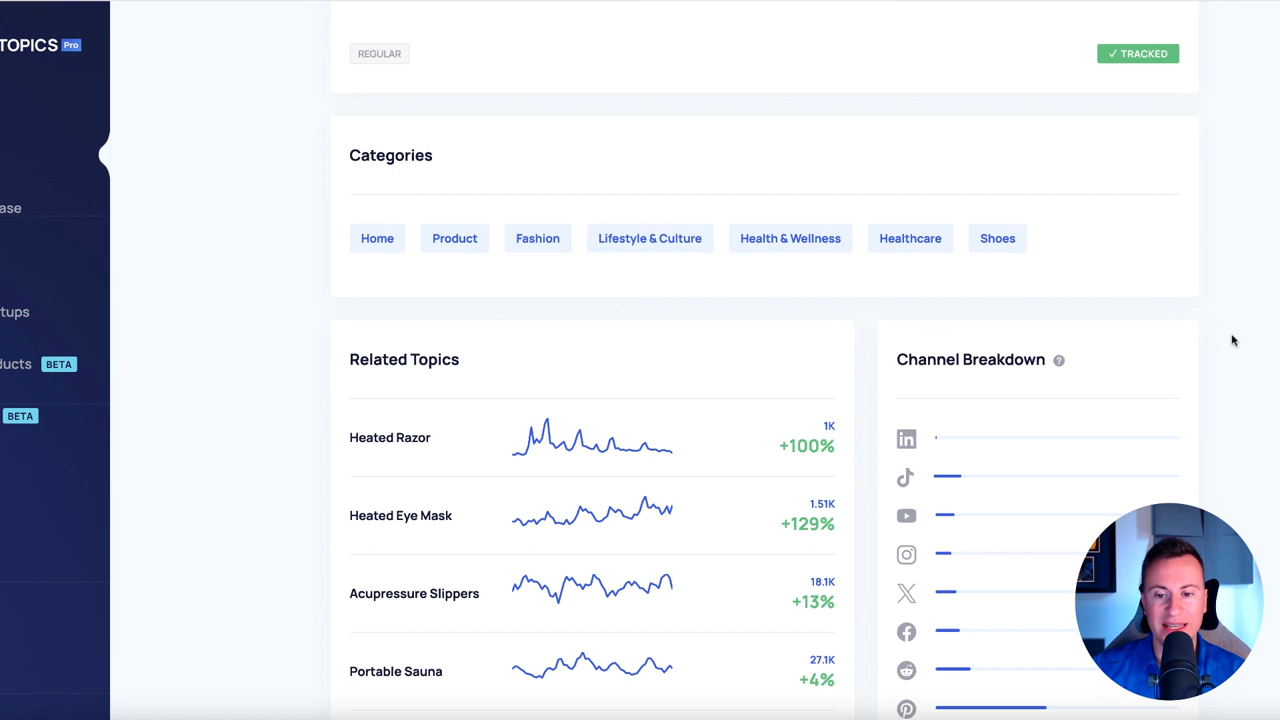 TOPICS Pro
ase
tups
ducts BETA
BETA
REGULAR
✓ TRACKED
Categories
Home Product Fashion Lifestyle & Culture Health & Wellness Healthcare Shoes
Related Topics
Heated Razor
1K
+100%
Heated Eye Mask
1.51K
+129%
Acupressure Slippers
18.1K
+13%
Portable Sauna
27.1K
+4%
Channel Breakdown ?
in